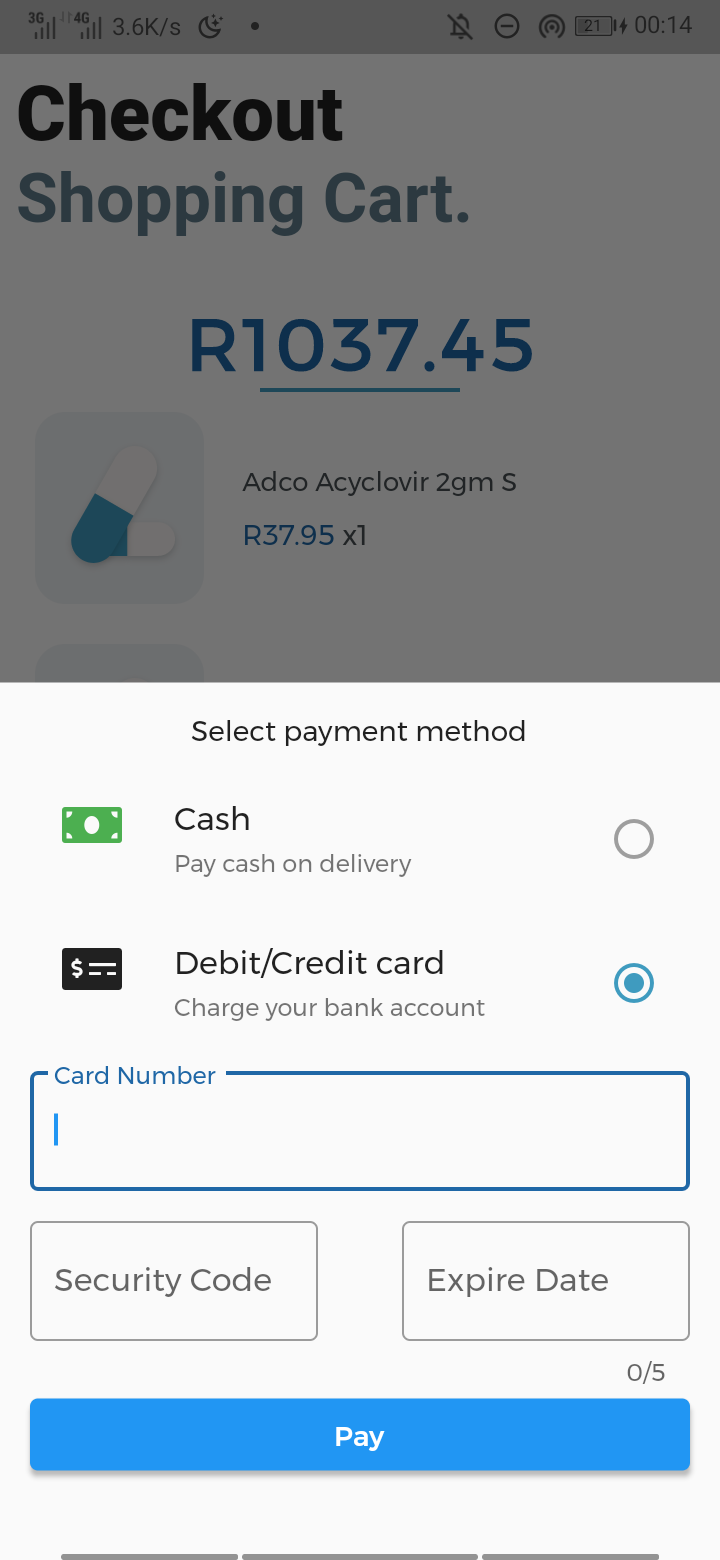 3G 4G 3.6K/s 21 00:14
Checkout
Shopping Cart.
R1037.45
Adco Acyclovir 2gm S
R37.95 x1
Select payment method
Cash
Pay cash on delivery
$
Debit/Credit card
Charge your bank account
Card Number
Security Code Expire Date
0/5
Pay